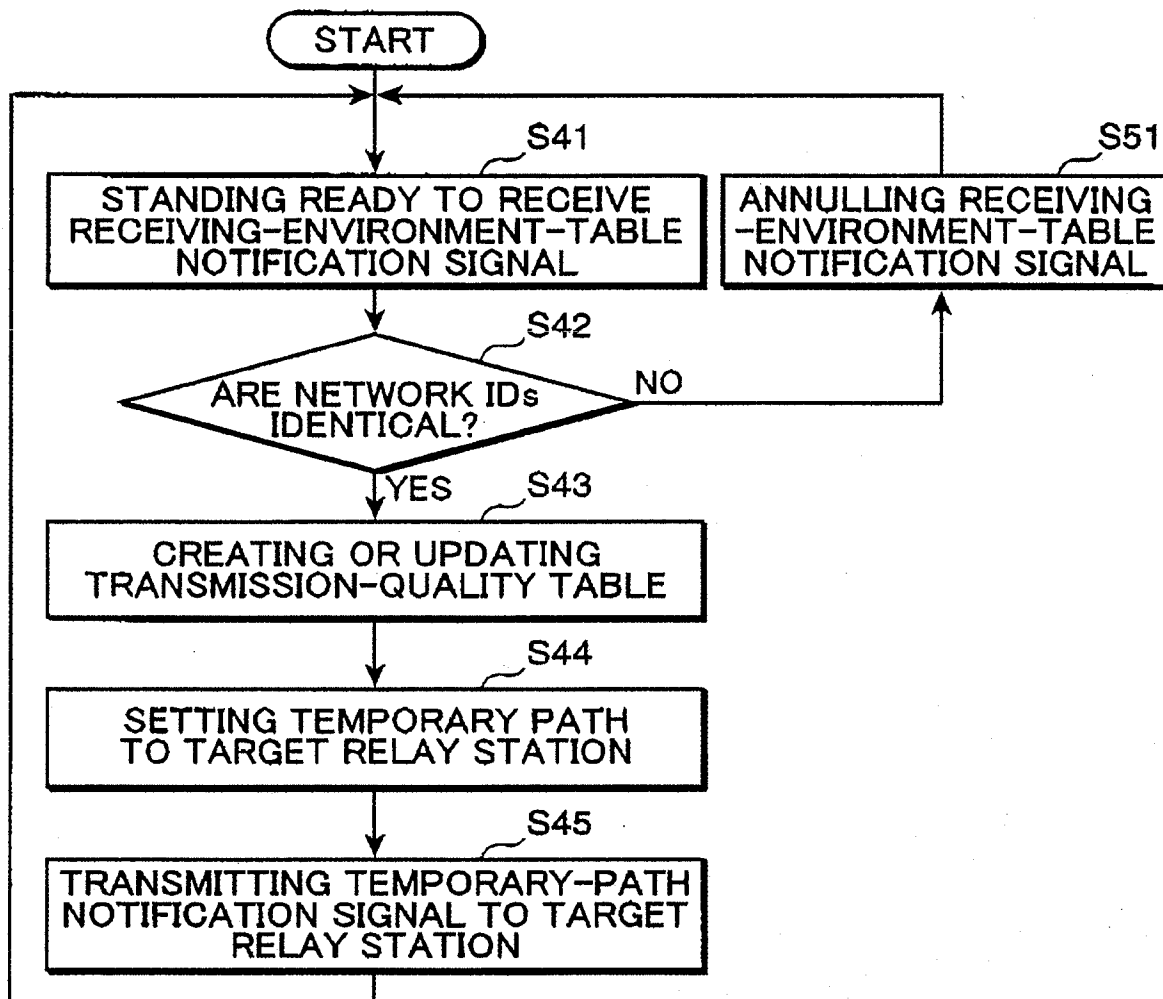 START
S41
STANDING READY TO RECEIVE
RECEIVING-ENVIRONMENT-TABLE
NOTIFICATION SIGNAL
S51
ANNULLING RECEIVING
-ENVIRONMENT-TABLE
NOTIFICATION SIGNAL
S42
ARE NETWORK IDs
IDENTICAL?
NO
YES
S43
CREATING OR UPDATING
TRANSMISSION-QUALITY TABLE
S44
SETTING TEMPORARY PATH
TO TARGET RELAY STATION
S45
TRANSMITTING TEMPORARY-PATH
NOTIFICATION SIGNAL TO TARGET
RELAY STATION